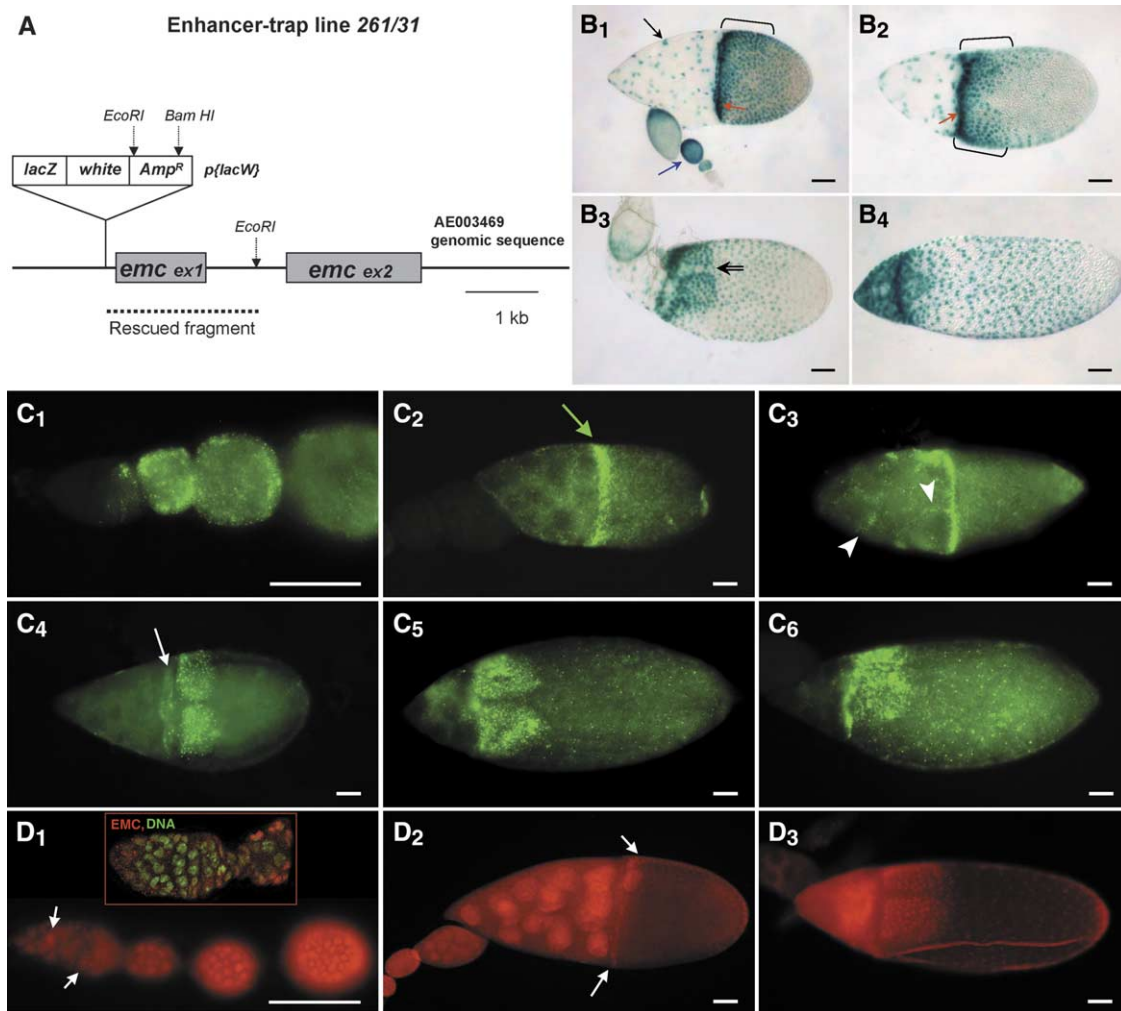 A
Enhancer-trap line 261/31
EcoRI
Bam HI
lacZ white Amp^R p{lacW}
EcoRI
AE003469
genomic sequence
emc ex1
emc ex2
Rescued fragment
1 kb
B1
B2
B3
B4
C1
C2
C3
C4
C5
C6
D1
EMC, DNA
D2
D3